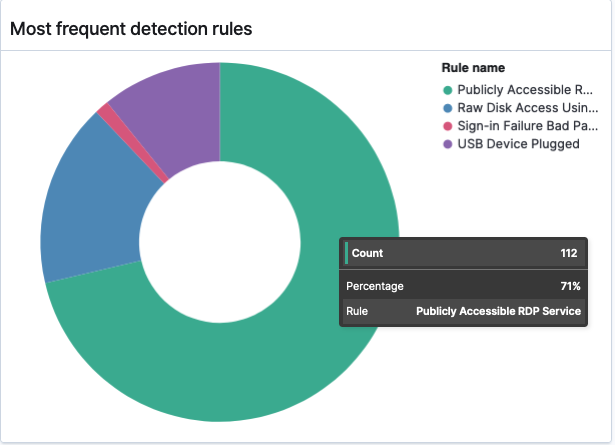 Most frequent detection rules
Rule name
Publicly Accessible R...
Raw Disk Access Usin...
Sign-in Failure Bad Pa...
USB Device Plugged
Count 112
Percentage 71%
Rule Publicly Accessible RDP Service